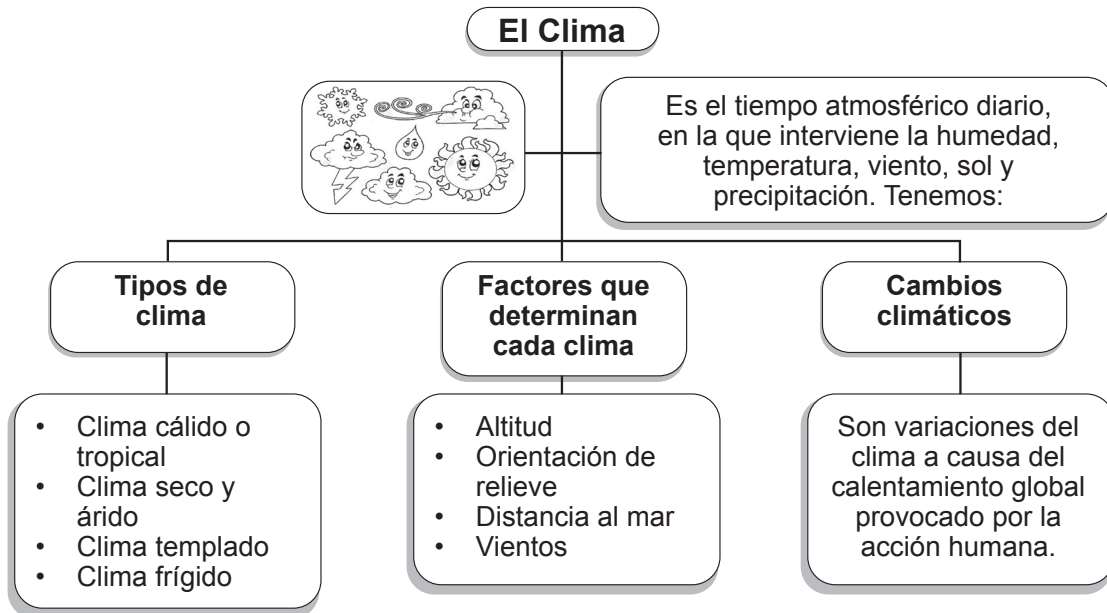 El Clima
Es el tiempo atmosférico diario,
en la que interviene la humedad,
temperatura, viento, sol y
precipitación. Tenemos:
Tipos de
clima
Factores que
determinan
cada clima
Cambios
climáticos
• Clima cálido o
tropical
• Clima seco y
árido
• Clima templado
• Clima frígido
• Altitud
• Orientación de
relieve
• Distancia al mar
• Vientos
Son variaciones del
clima a causa del
calentamiento global
provocado por la
acción humana.